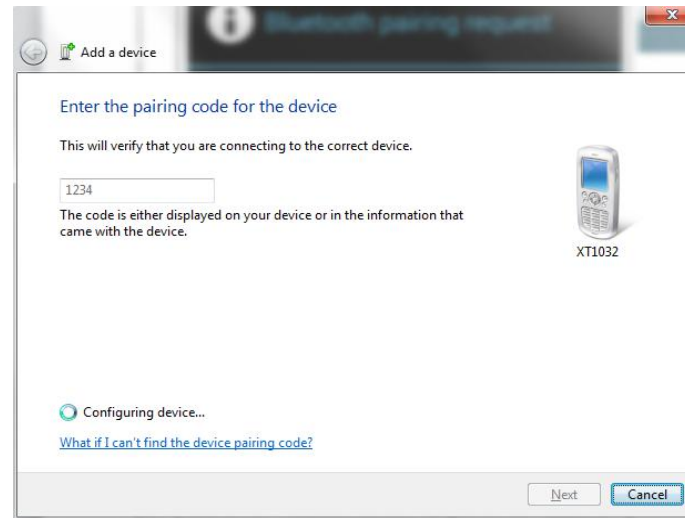 Bluetooth pairing request
Add a device
Enter the pairing code for the device
This will verify that you are connecting to the correct device.
1234
The code is either displayed on your device or in the information that
came with the device.
XT1032
Configuring device...
What if I can't find the device pairing code?
Next
Cancel